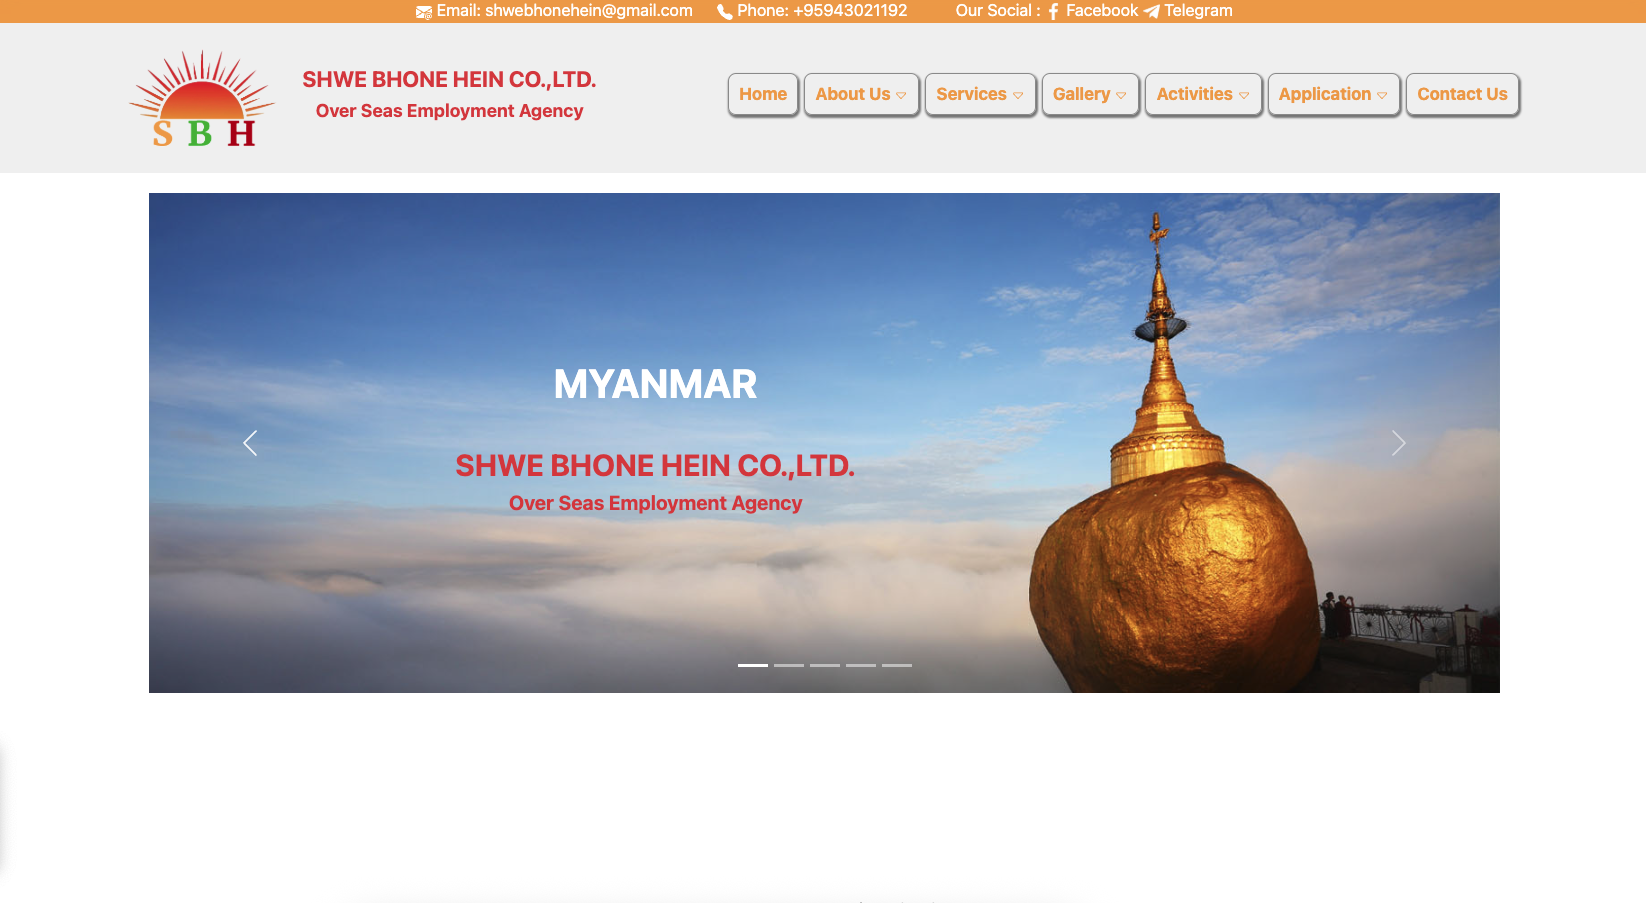 Email: shwebhonehein@gmail.com Phone: +95943021192 Our Social : Facebook Telegram
SHWE BHONE HEIN CO.,LTD.
Over Seas Employment Agency
S B H
Home About Us Services Gallery Activities Application Contact Us
MYANMAR
SHWE BHONE HEIN CO.,LTD.
Over Seas Employment Agency